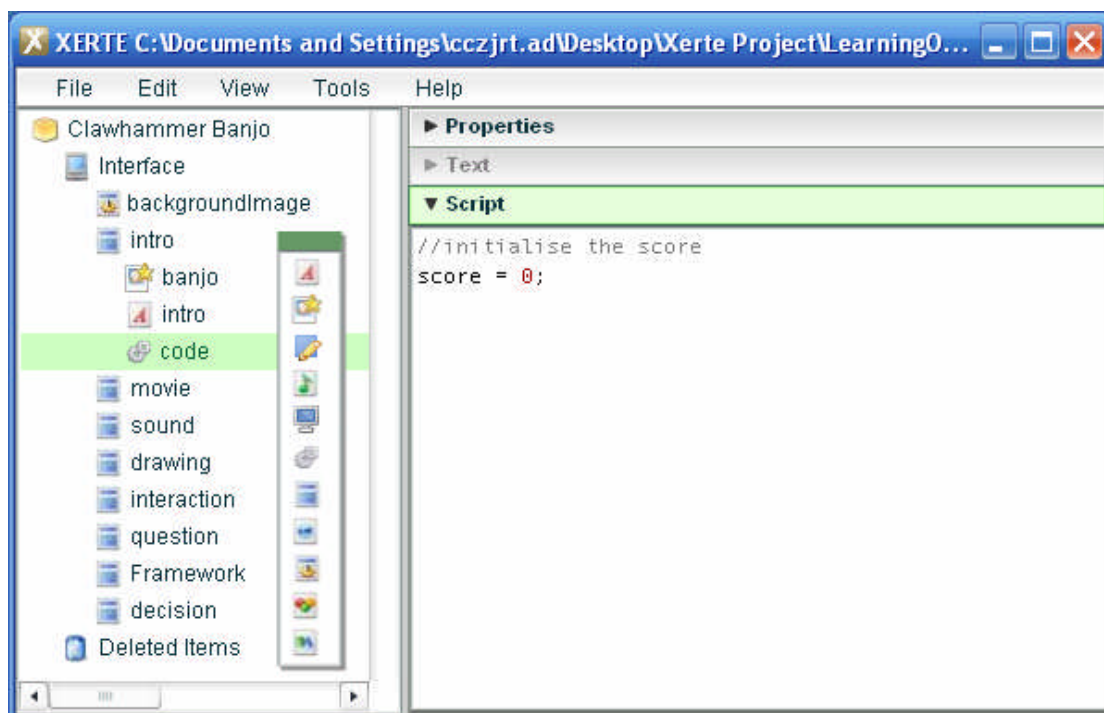 XERTE C:\Documents and Settings\cczjrt.ad\Desktop\Xerte Project\LearningO...
File Edit View Tools Help
Clawhammer Banjo
Interface
backgroundImage
intro
banjo
intro
code
movie
sound
drawing
interaction
question
Framework
decision
Deleted Items
Properties
Text
Script
//initialise the score
score = 0;